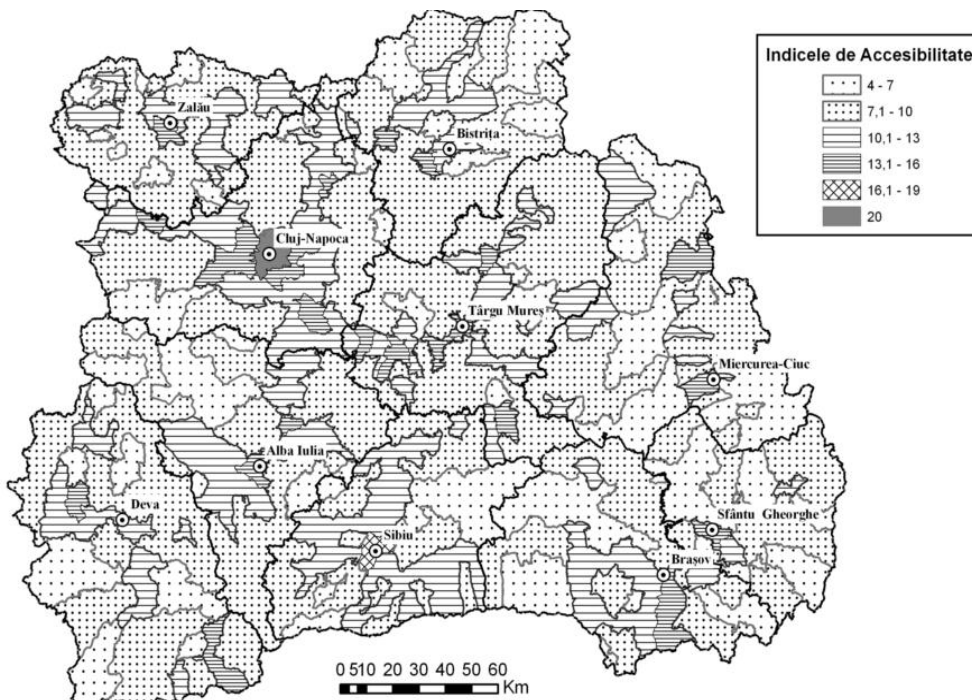 Indicele de Accesibilitate
4 - 7
7,1 - 10
10,1 - 13
13,1 - 16
16,1 - 19
20
Zalău
Bistrița
Cluj-Napoca
Târgu Mureș
Miercurea-Ciuc
Alba Iulia
Deva
Sibiu
Sfântu Gheorghe
Brașov
0 5 10 20 30 40 50 60
Km